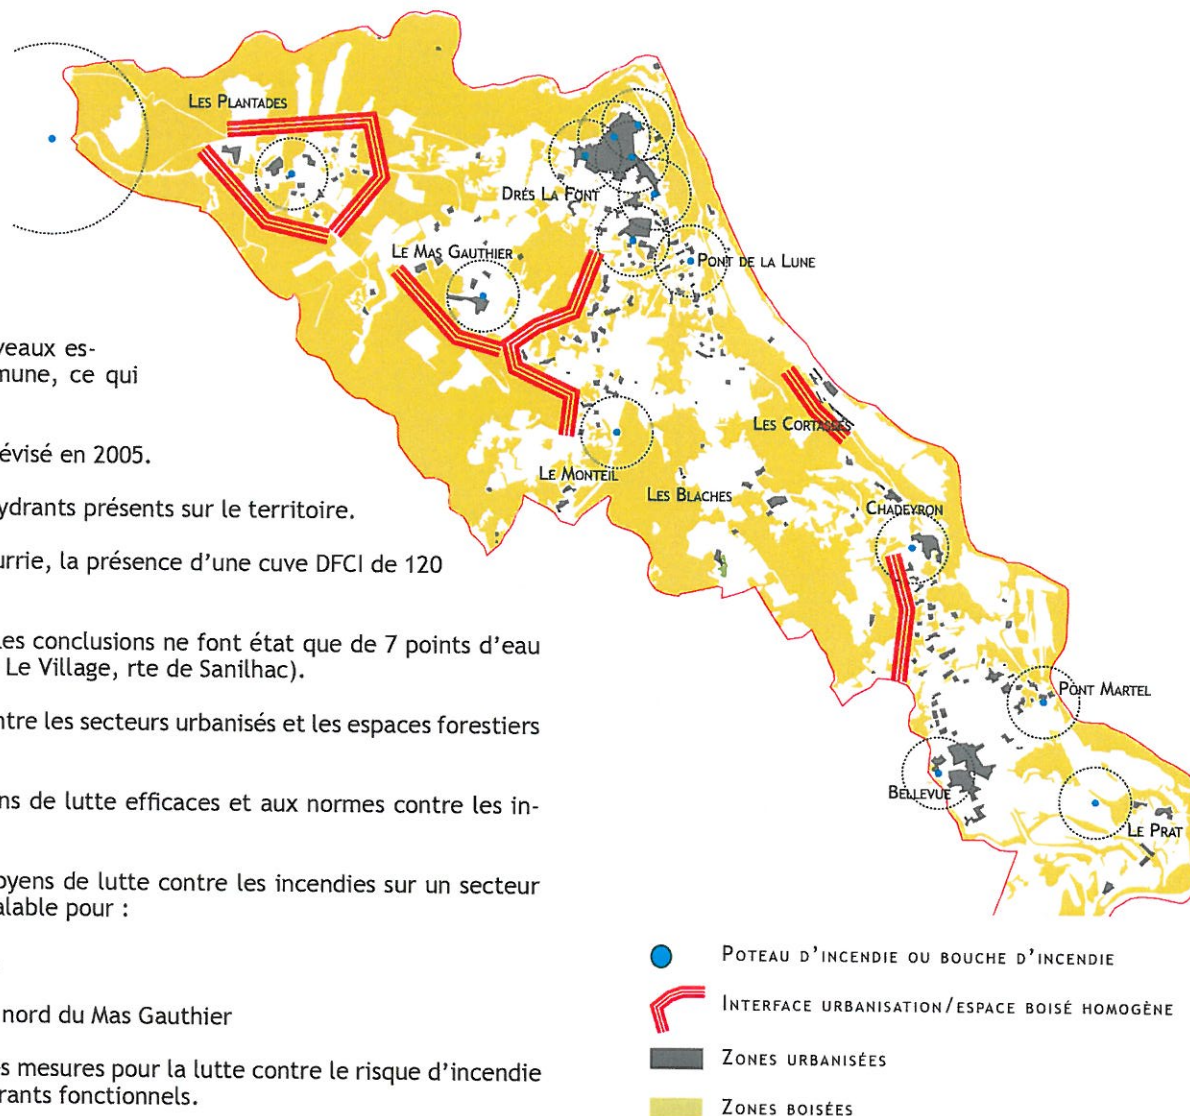 LES PLANTADES
DRÉS LA FONT
LE MAS GAUTHIER
PONT DE LA LUNE
LES CORTASSES
LE MONTEIL
LES BLACHES
CHADEYRON
PONT MARTEL
BELLEVUE
LE PRAT
veaux es-
mune, ce qui
évisé en 2005.
ydrants présents sur le territoire.
urrie, la présence d'une cuve DFCI de 120
les conclusions ne font état que de 7 points d'eau
Le Village, rte de Sanilhac).
ntre les secteurs urbanisés et les espaces forestiers
ns de lutte efficaces et aux normes contre les in-
oyens de lutte contre les incendies sur un secteur
alable pour :
nord du Mas Gauthier
es mesures pour la lutte contre le risque d'incendie
rants fonctionnels.
POTEAU D'INCENDIE OU BOUCHE D'INCENDIE
INTERFACE URBANISATION/ESPACE BOISÉ HOMOGÈNE
ZONES URBANISÉES
ZONES BOISÉES